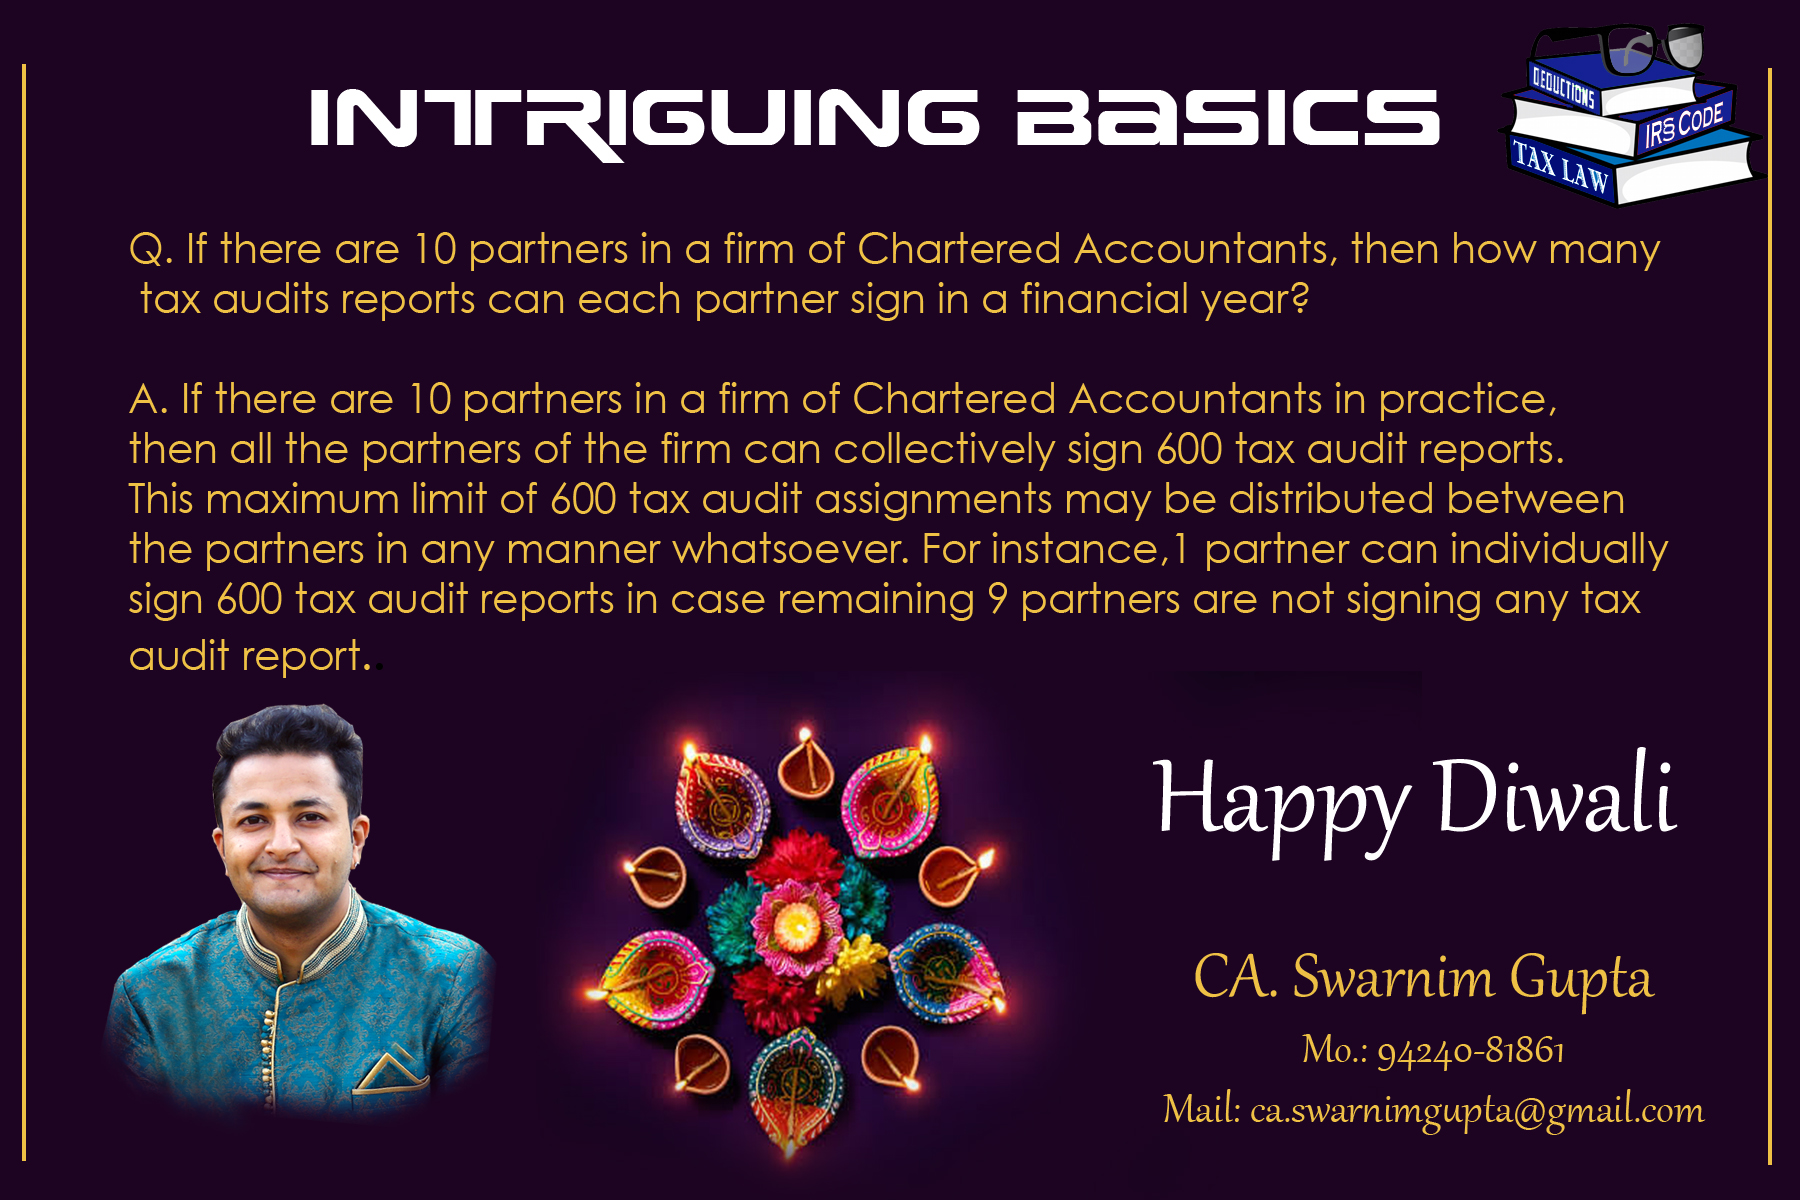 INTRIGUING BASICS
DEDUCTIONS
IRS CODE
TAX LAW
Q. If there are 10 partners in a firm of Chartered Accountants, then how many
tax audits reports can each partner sign in a financial year?
A. If there are 10 partners in a firm of Chartered Accountants in practice,
then all the partners of the firm can collectively sign 600 tax audit reports.
This maximum limit of 600 tax audit assignments may be distributed between
the partners in any manner whatsoever. For instance,1 partner can individually
sign 600 tax audit reports in case remaining 9 partners are not signing any tax
audit report..
Happy Diwali
CA. Swarnim Gupta
Mo.: 94240-81861
Mail: ca.swarnimgupta@gmail.com